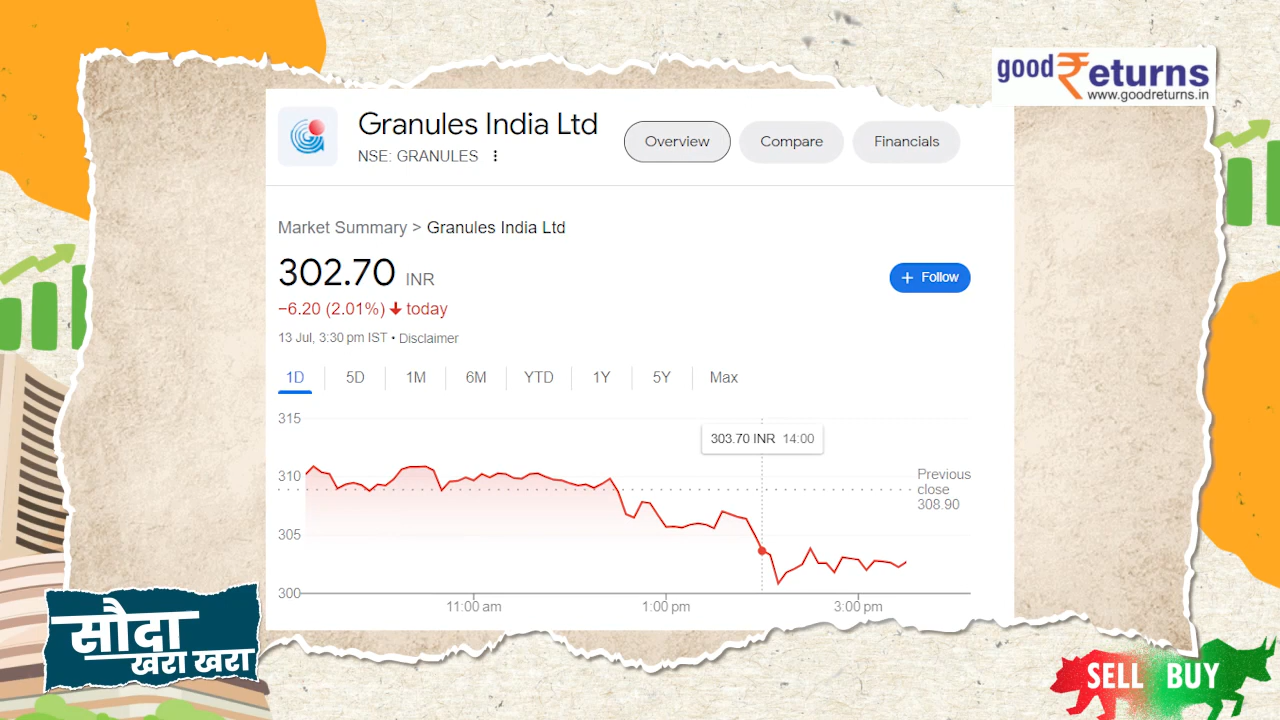 good ₹eturns
www.goodreturns.in
Granules India Ltd
NSE: GRANULES
Overview
Compare
Financials
Market Summary > Granules India Ltd
302.70 INR
+ Follow
−6.20 (2.01%) ↓ today
13 Jul, 3:30 pm IST • Disclaimer
1D 5D 1M 6M YTD 1Y 5Y Max
315
310
305
300
303.70 INR 14:00
Previous
close
308.90
11:00 am 1:00 pm 3:00 pm
सौदा
खरा खरा
SELL BUY